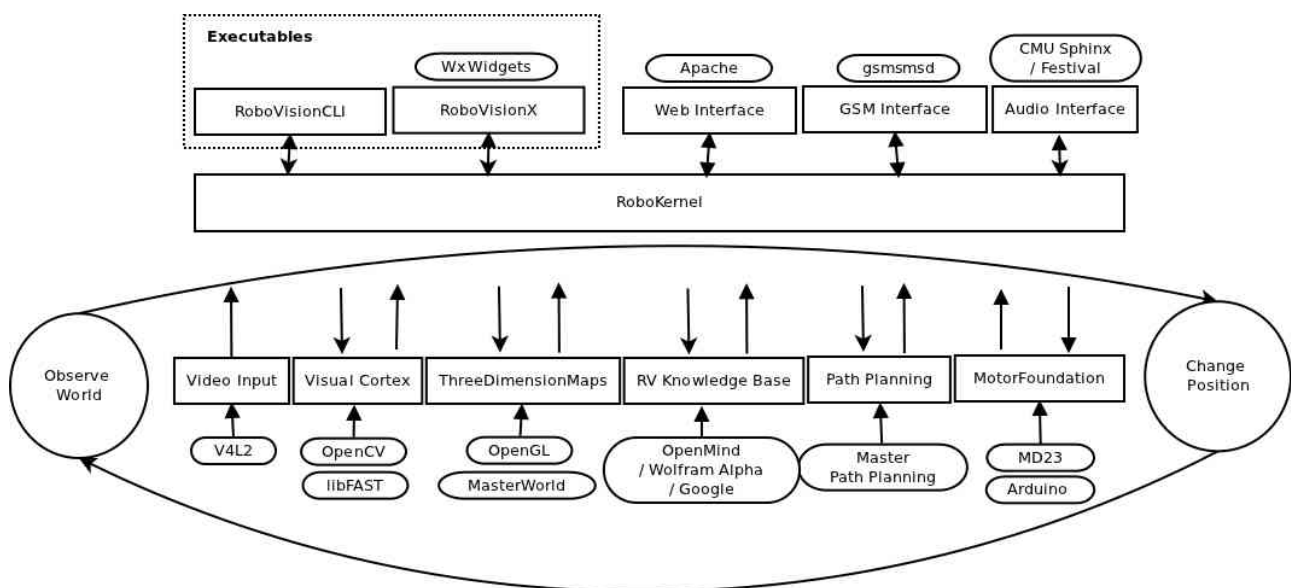 Executables
WxWidgets
RoboVisionCLI
RoboVisionX
Apache
Web Interface
gsmsmsd
GSM Interface
CMU Sphinx
/ Festival
Audio Interface
RoboKernel
Observe
World
Video Input
Visual Cortex
ThreeDimensionMaps
RV Knowledge Base
Path Planning
MotorFoundation
Change
Position
V4L2
OpenCV
libFAST
OpenGL
MasterWorld
OpenMind
/ Wolfram Alpha
/ Google
Master
Path Planning
MD23
Arduino